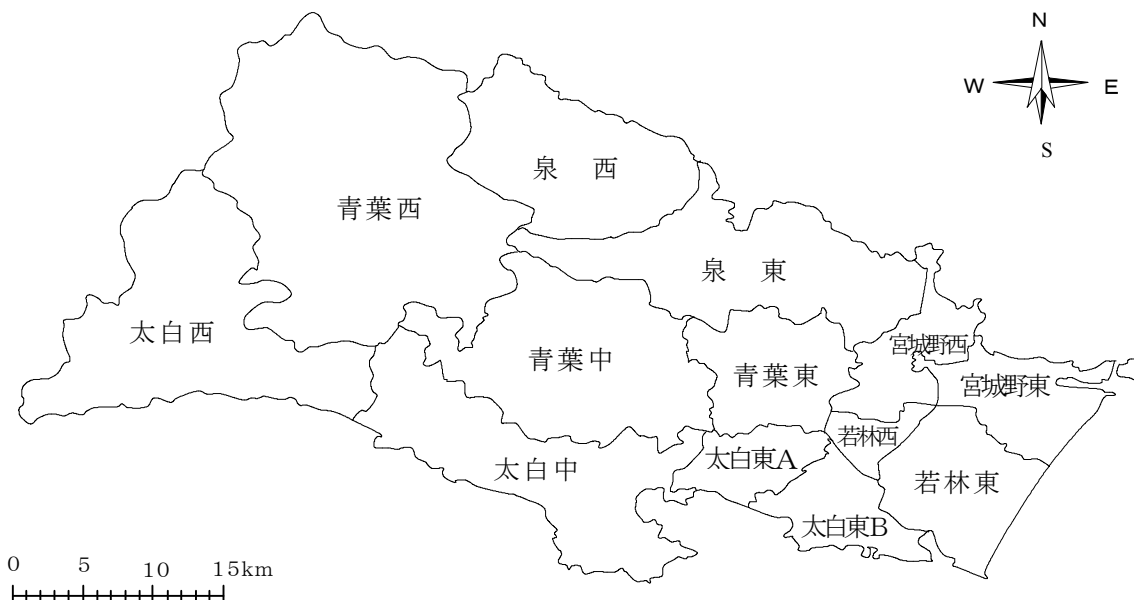 N
W E
S
泉 西
青葉西
泉 東
太白西
青葉中
青葉東
宮城野西
宮城野東
若林西
太白東A
太白中
若林東
太白東B
0 5 10 15km